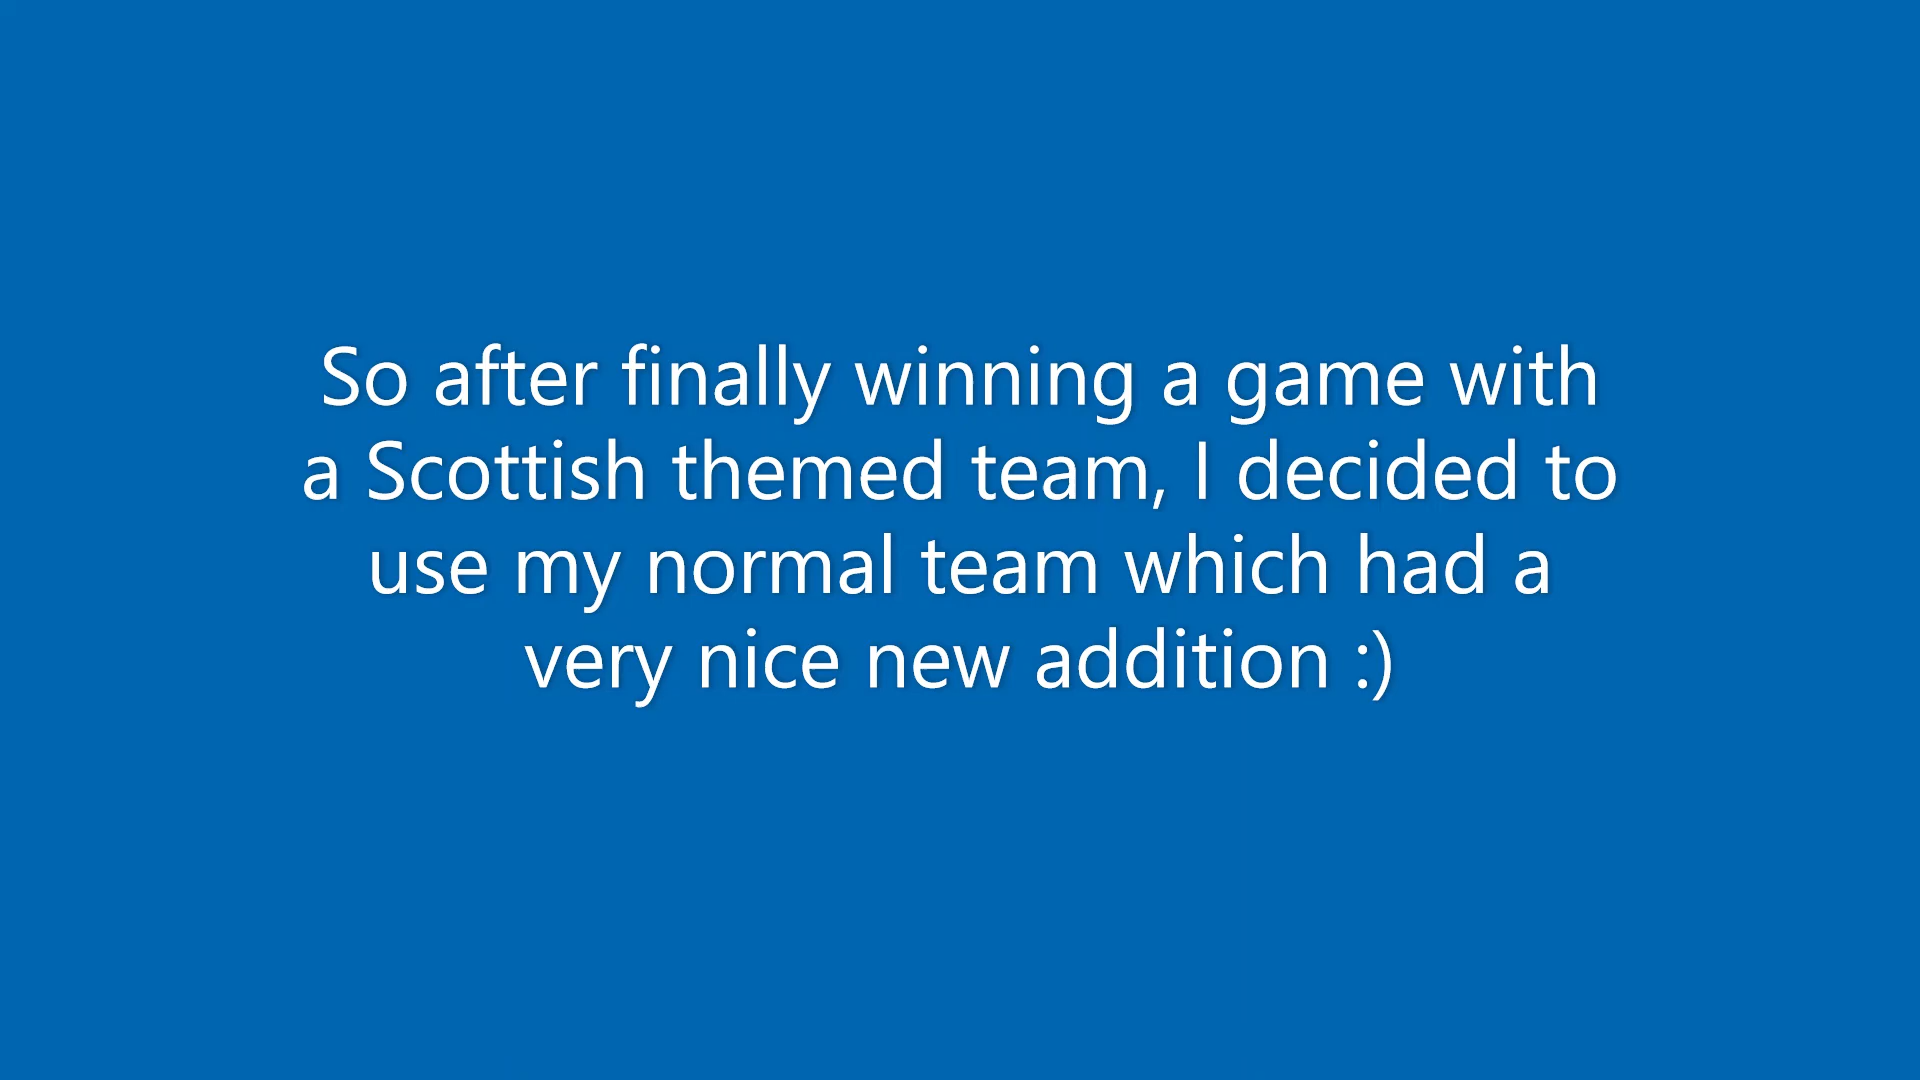 So after finally winning a game with
a Scottish themed team, I decided to
use my normal team which had a
very nice new addition :)